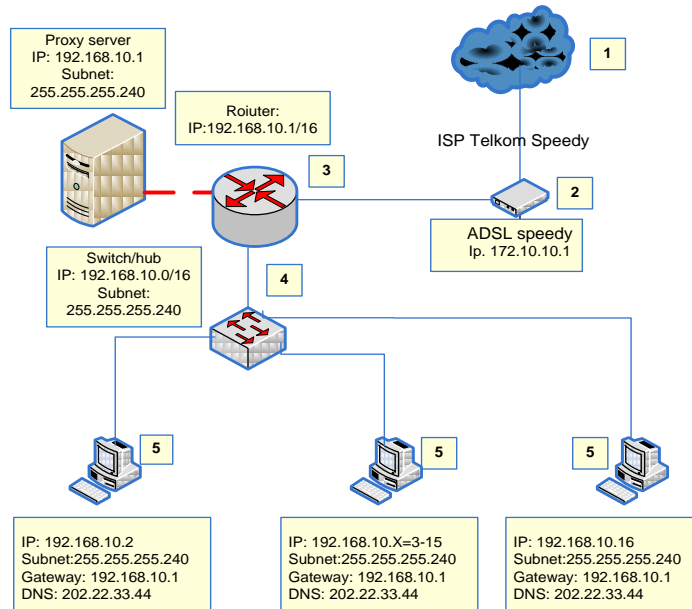 Proxy server
IP: 192.168.10.1
Subnet:
255.255.255.240
1
Roiuter:
IP:192.168.10.1/16
ISP Telkom Speedy
3
2
ADSL speedy
Ip. 172.10.10.1
Switch/hub
IP: 192.168.10.0/16
Subnet:
255.255.255.240
4
5
5
5
IP: 192.168.10.2
Subnet:255.255.255.240
Gateway: 192.168.10.1
DNS: 202.22.33.44
IP: 192.168.10.X=3-15
Subnet:255.255.255.240
Gateway: 192.168.10.1
DNS: 202.22.33.44
IP: 192.168.10.16
Subnet:255.255.255.240
Gateway: 192.168.10.1
DNS: 202.22.33.44